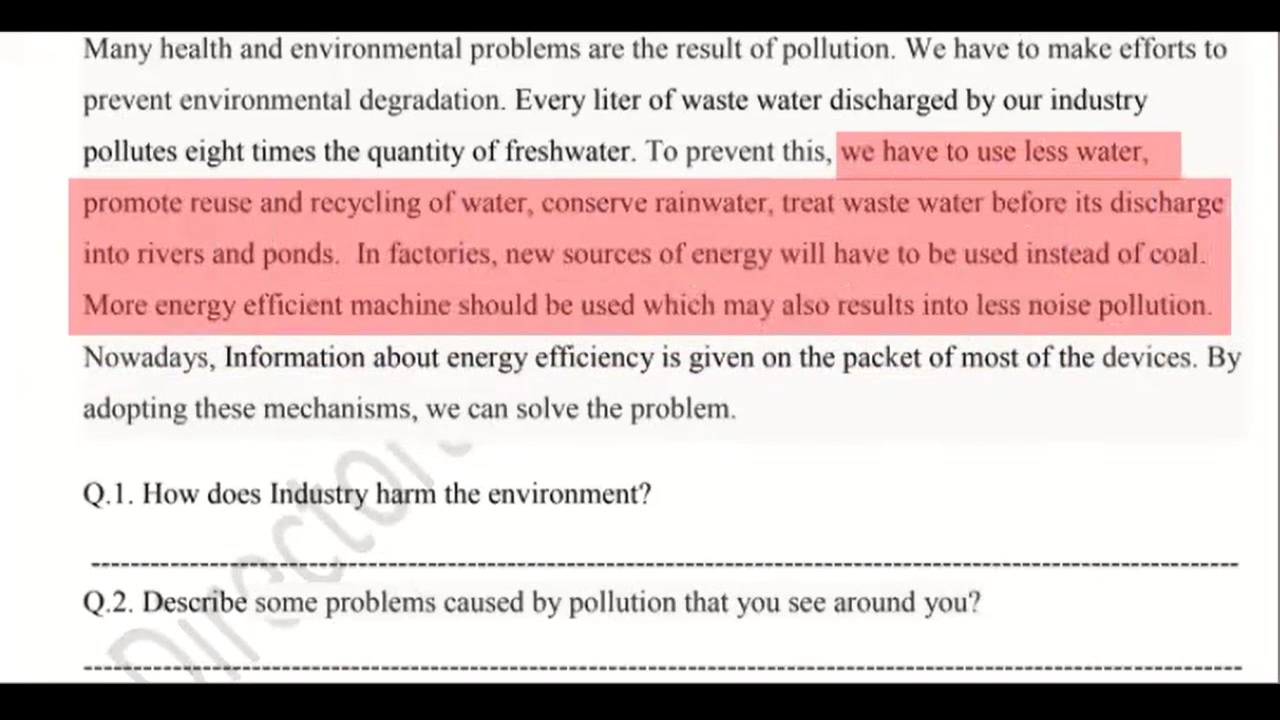 Many health and environmental problems are the result of pollution. We have to make efforts to
prevent environmental degradation. Every liter of waste water discharged by our industry
pollutes eight times the quantity of freshwater. To prevent this, we have to use less water,
promote reuse and recycling of water, conserve rainwater, treat waste water before its discharge
into rivers and ponds. In factories, new sources of energy will have to be used instead of coal.
More energy efficient machine should be used which may also results into less noise pollution.
Nowadays, Information about energy efficiency is given on the packet of most of the devices. By
adopting these mechanisms, we can solve the problem.
Q.1. How does Industry harm the environment?
Q.2. Describe some problems caused by pollution that you see around you?